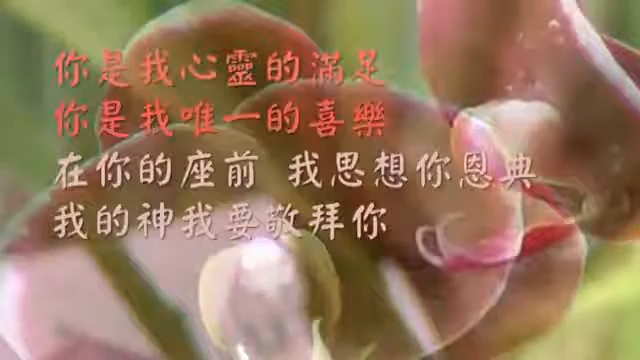 你是我心靈的滿足
你是我唯一的喜樂
在你的座前 我思想你恩典
我的神我要敬拜你